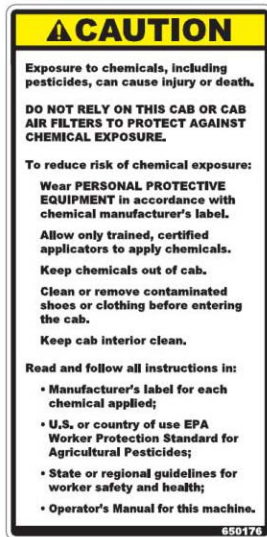 CAUTION
Exposure to chemicals, including
pesticides, can cause injury or death.
DO NOT RELY ON THIS CAB OR CAB
AIR FILTERS TO PROTECT AGAINST
CHEMICAL EXPOSURE.
To reduce risk of chemical exposure:
Wear PERSONAL PROTECTIVE
EQUIPMENT in accordance with
chemical manufacturer's label.
Allow only trained, certified
applicators to apply chemicals.
Keep chemicals out of cab.
Clean or remove contaminated
shoes or clothing before entering
the cab.
Keep cab interior clean.
Read and follow all instructions in:
• Manufacturer's label for each
chemical applied;
• U.S. or country of use EPA
Worker Protection Standard for
Agricultural Pesticides;
• State or regional guidelines for
worker safety and health;
• Operator's Manual for this machine.
650176